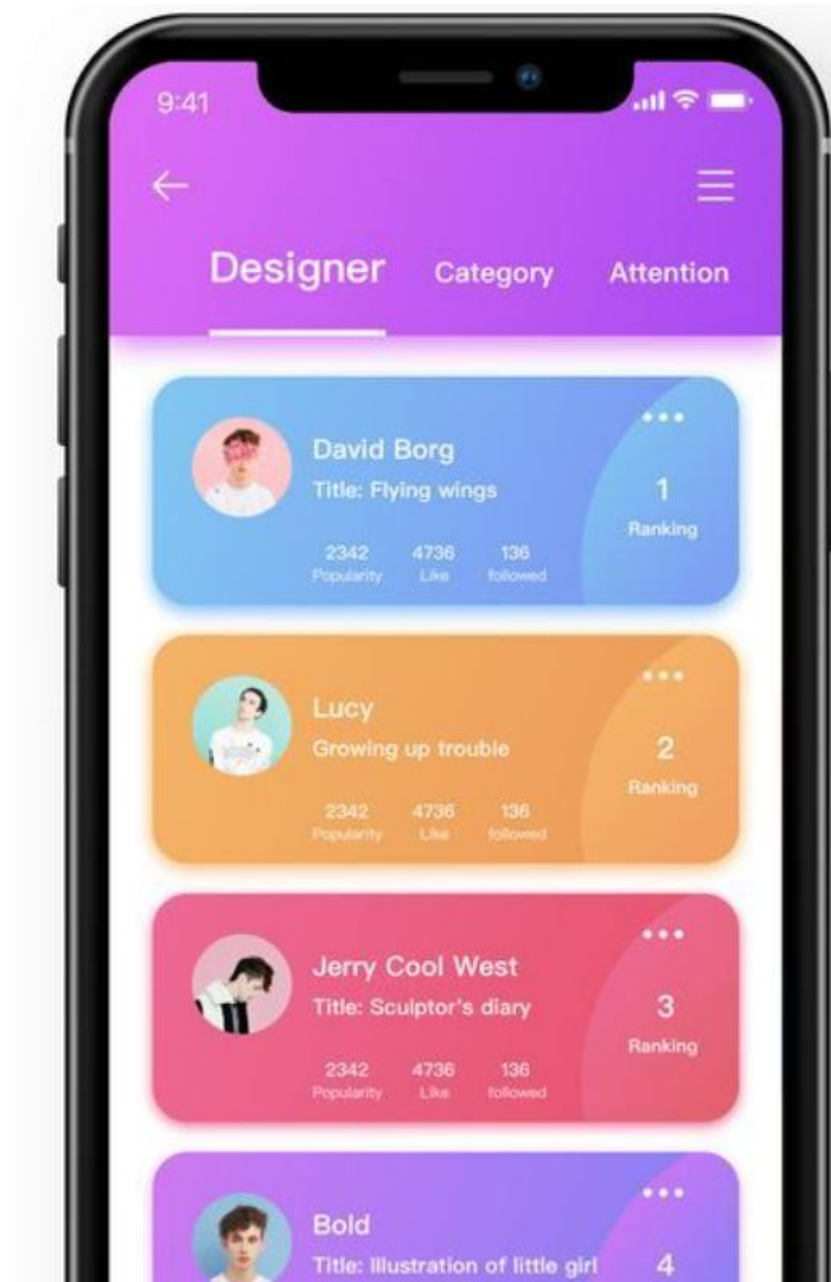 9:41
Designer Category Attention
David Borg
Title: Flying wings
1
Ranking
2342 4736 136
Popularity Like followed
Lucy
Growing up trouble
2
Ranking
2342 4736 136
Popularity Like followed
Jerry Cool West
Title: Sculptor's diary
3
Ranking
2342 4736 136
Popularity Like followed
Bold
Title: Illustration of little girl
4